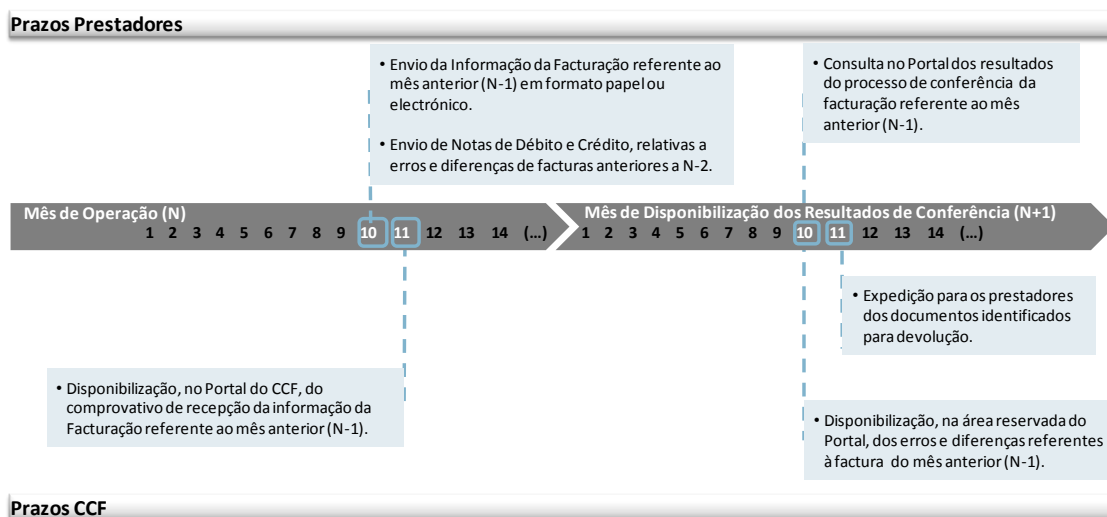 Prazos Prestadores
• Envio da Informação da Facturação referente ao
mês anterior (N-1) em formato papel ou
electrónico.
• Envio de Notas de Débito e Crédito, relativas a
erros e diferenças de facturas anteriores a N-2.
• Consulta no Portal dos resultados
do processo de conferência da
facturação referente ao mês
anterior (N-1).
Mês de Operação (N)
1 2 3 4 5 6 7 8 9 10 11 12 13 14 (...)
Mês de Disponibilização dos Resultados de Conferência (N+1)
1 2 3 4 5 6 7 8 9 10 11 12 13 14 (...)
• Expedição para os prestadores
dos documentos identificados
para devolução.
• Disponibilização, no Portal do CCF, do
comprovativo de recepção da informação da
Facturação referente ao mês anterior (N-1).
• Disponibilização, na área reservada do
Portal, dos erros e diferenças referentes
à factura do mês anterior (N-1).
Prazos CCF